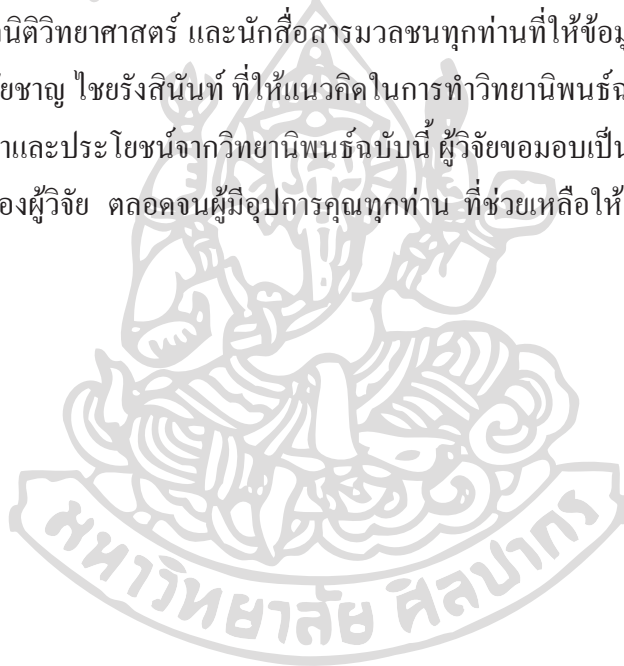 นิติวิทยาศาสตร์ และนักสื่อสารมวลชนทุกท่านที่ให้ข้อมู
ยชาญ ไชยรังสินันท์ ที่ให้แนวคิดในการทำวิทยานิพนธ์ฉ
าและประโยชน์จากวิทยานิพนธ์ฉบับนี้ ผู้วิจัยขอมอบเป็น
องผู้วิจัย ตลอดจนผู้มีอุปการคุณทุกท่าน ที่ช่วยเหลือให้
มหาวิทยาลัย ศิลปากร